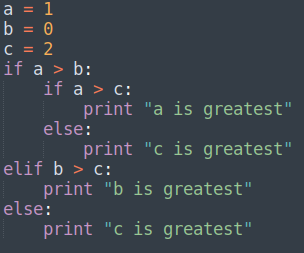 a = 1
b = 0
c = 2
if a > b:
    if a > c:
        print "a is greatest"
    else:
        print "c is greatest"
elif b > c:
    print "b is greatest"
else:
    print "c is greatest"